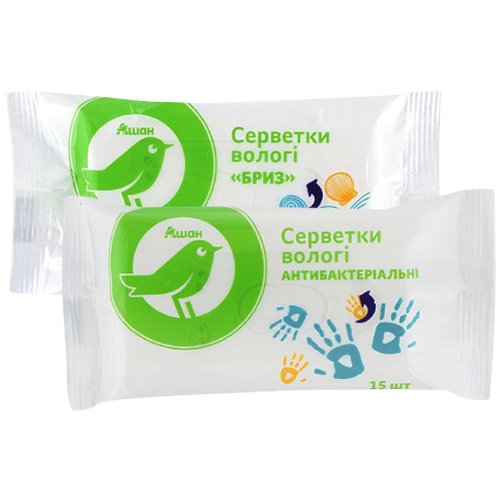 Ашан
Серветки
вологі
«БРИЗ»
Ашан
Серветки
вологі
АНТИБАКТЕРІАЛЬНІ
15 шт